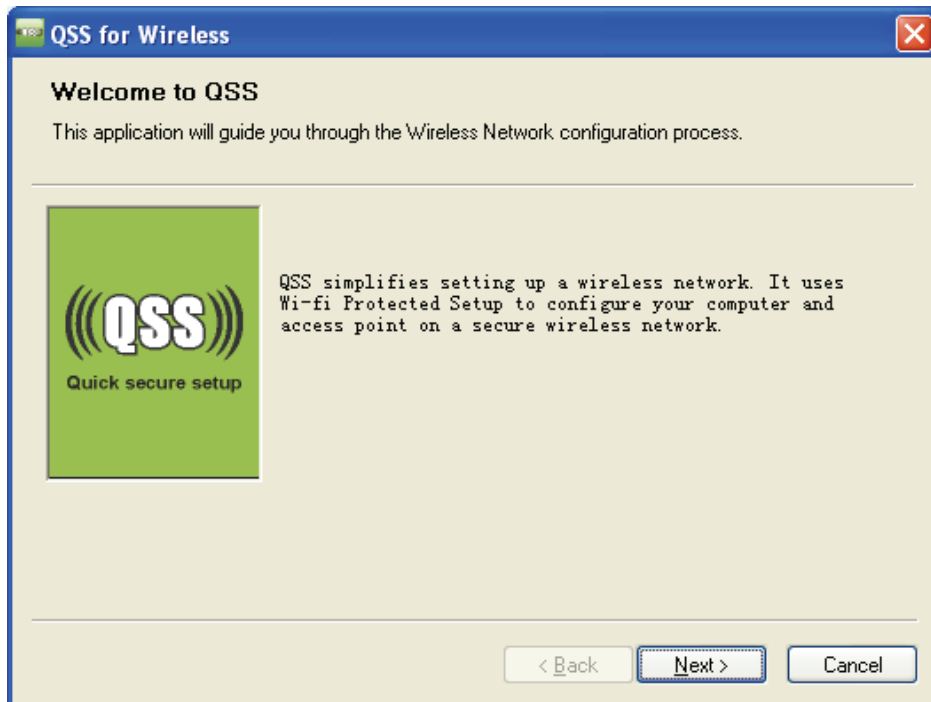 QSS for Wireless
Welcome to QSS
This application will guide you through the Wireless Network configuration process.
(((QSS)))
Quick secure setup
QSS simplifies setting up a wireless network. It uses
Wi-fi Protected Setup to configure your computer and
access point on a secure wireless network.
< Back
Next >
Cancel